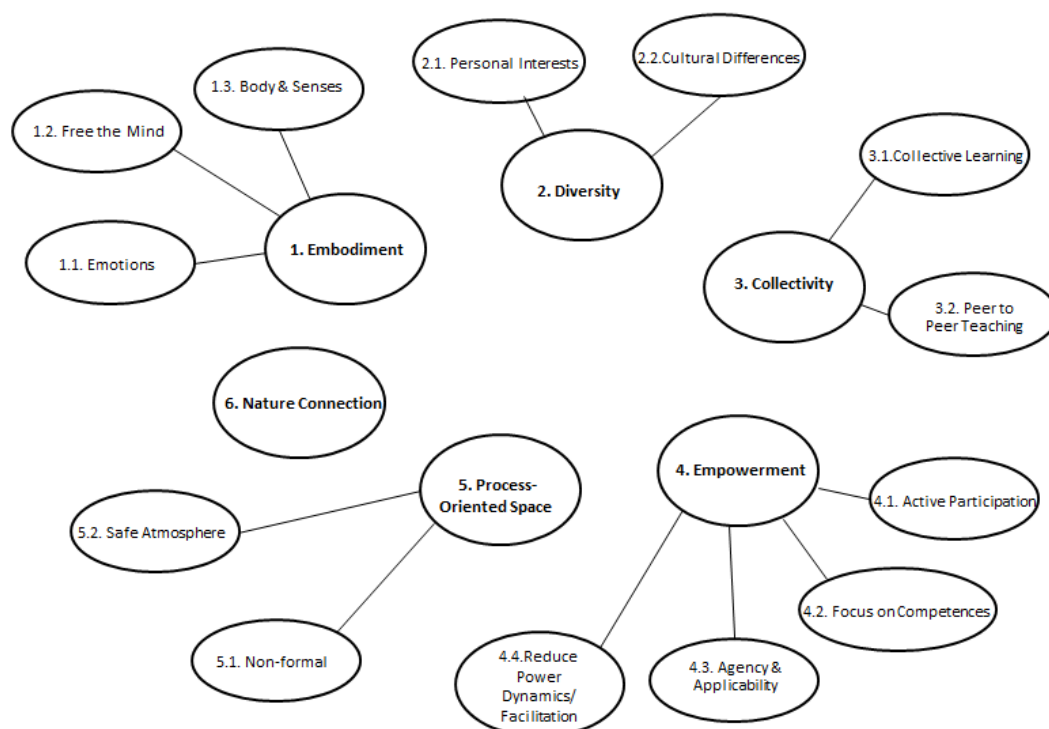 1.3. Body & Senses
1.2. Free the Mind
1.1. Emotions
1. Embodiment
2.1. Personal Interests
2.2.Cultural Differences
2. Diversity
3.1.Collective Learning
3. Collectivity
3.2. Peer to
Peer Teaching
6. Nature Connection
5. Process-
Oriented Space
5.2. Safe Atmosphere
5.1. Non-formal
4. Empowerment
4.1. Active Participation
4.2. Focus on Competences
4.3. Agency &
Applicability
4.4.Reduce
Power
Dynamics/
Facilitation